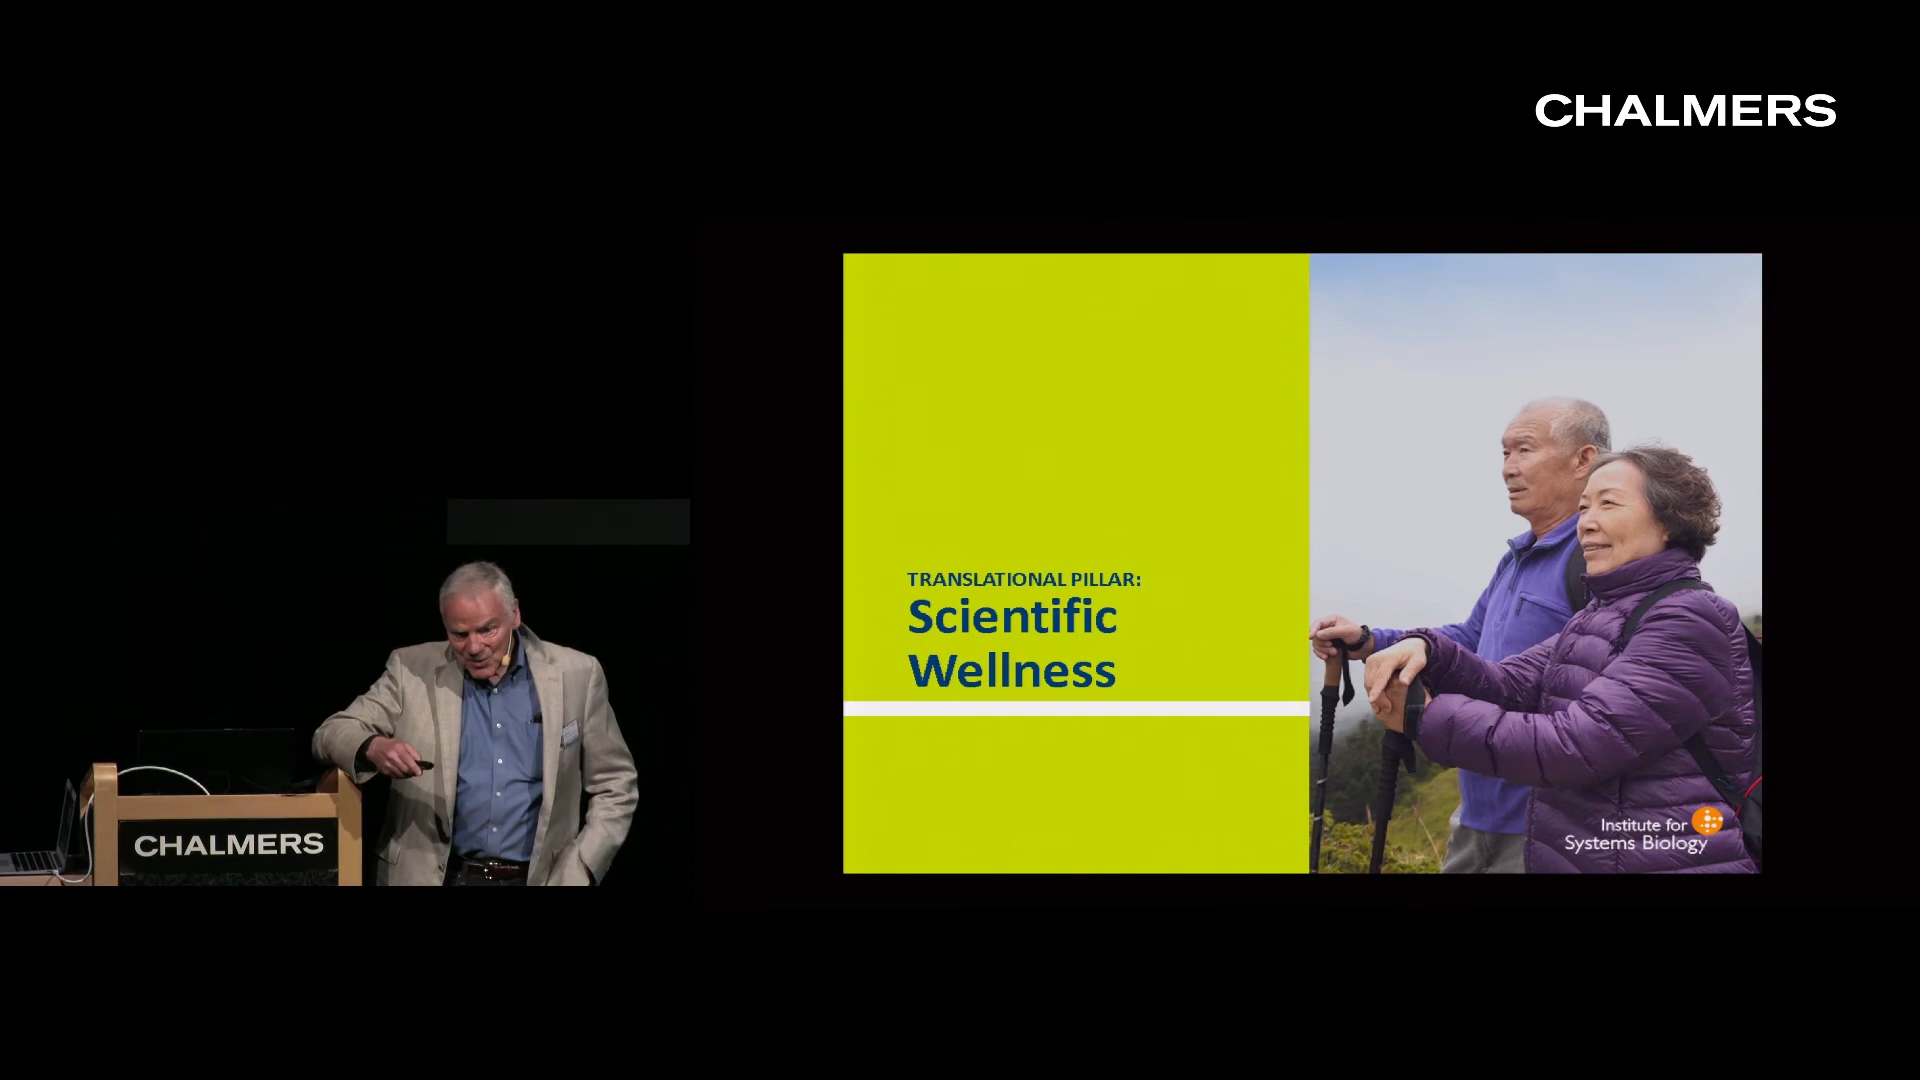 CHALMERS
TRANSLATIONAL PILLAR:
Scientific
Wellness
Institute for
Systems Biology
CHALMERS